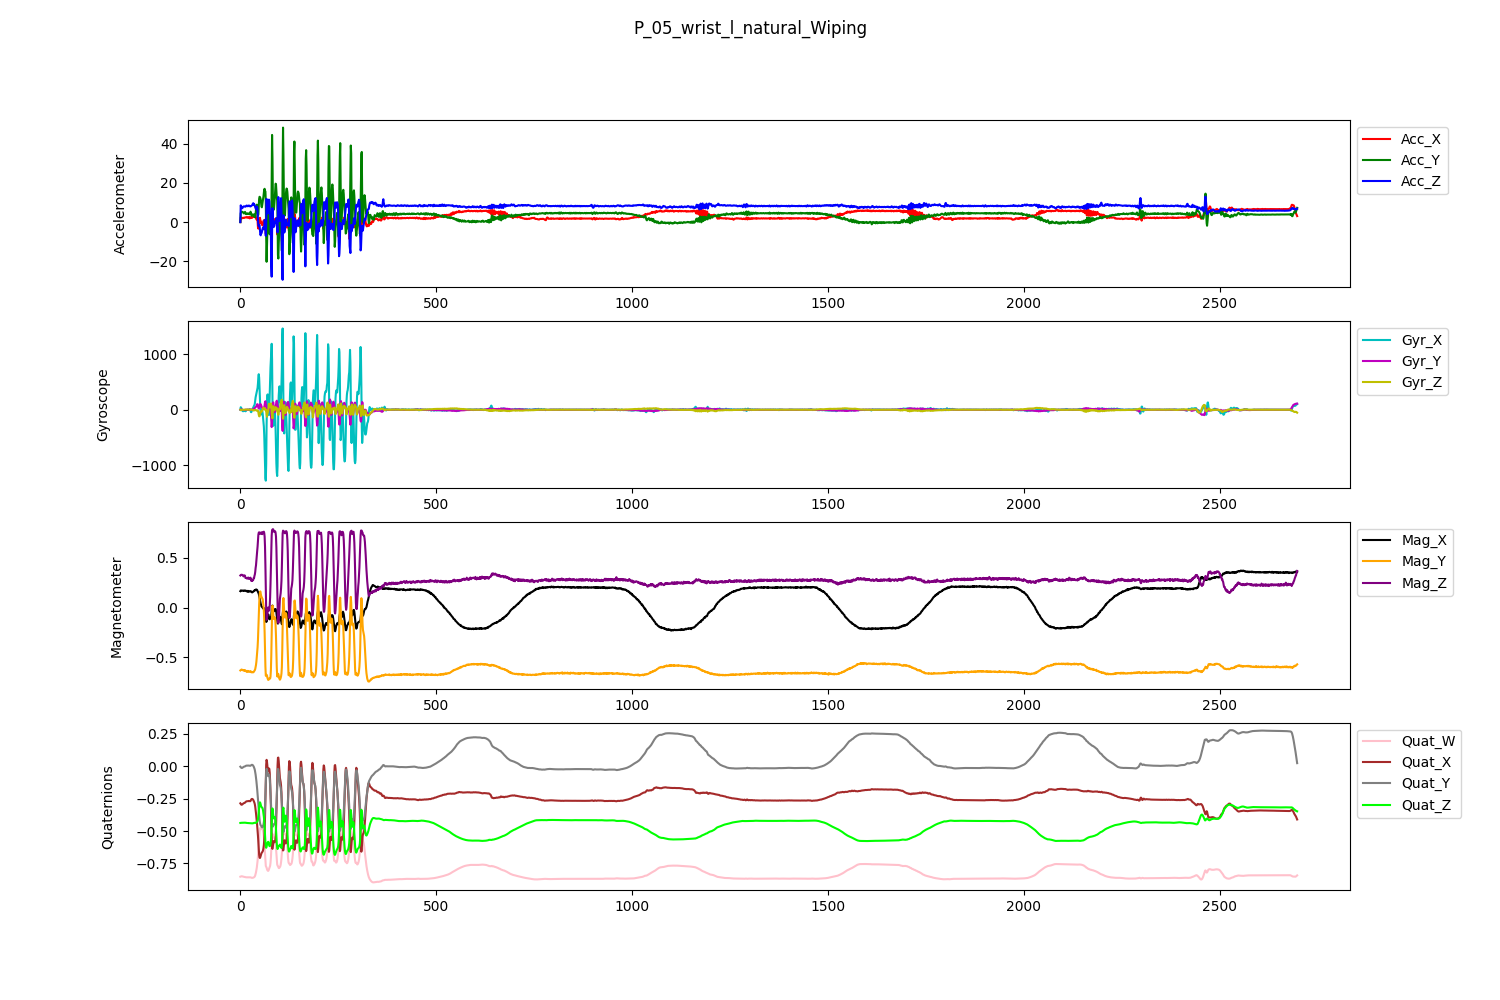 P_05_wrist_l_natural_Wiping
Accelerometer
40
20
0
−20
0 500 1000 1500 2000 2500
Acc_X
Acc_Y
Acc_Z
Gyroscope
1000
0
−1000
0 500 1000 1500 2000 2500
Gyr_X
Gyr_Y
Gyr_Z
Magnetometer
0.5
0.0
−0.5
0 500 1000 1500 2000 2500
Mag_X
Mag_Y
Mag_Z
Quaternions
0.25
0.00
−0.25
−0.50
−0.75
0 500 1000 1500 2000 2500
Quat_W
Quat_X
Quat_Y
Quat_Z